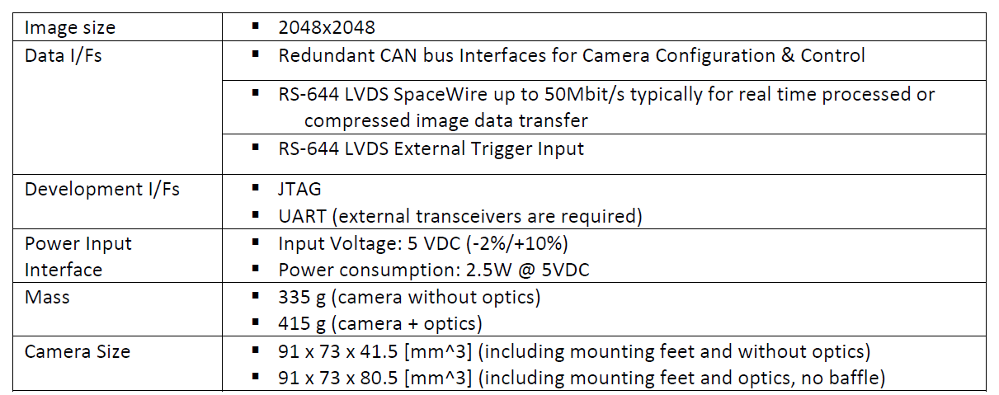 Image size
▪ 2048x2048
Data I/Fs
▪ Redundant CAN bus Interfaces for Camera Configuration & Control
▪ RS-644 LVDS SpaceWire up to 50Mbit/s typically for real time processed or
compressed image data transfer
▪ RS-644 LVDS External Trigger Input
Development I/Fs
▪ JTAG
▪ UART (external transceivers are required)
Power Input
Interface
▪ Input Voltage: 5 VDC (-2%/+10%)
▪ Power consumption: 2.5W @ 5VDC
Mass
▪ 335 g (camera without optics)
▪ 415 g (camera + optics)
Camera Size
▪ 91 x 73 x 41.5 [mm^3] (including mounting feet and without optics)
▪ 91 x 73 x 80.5 [mm^3] (including mounting feet and optics, no baffle)